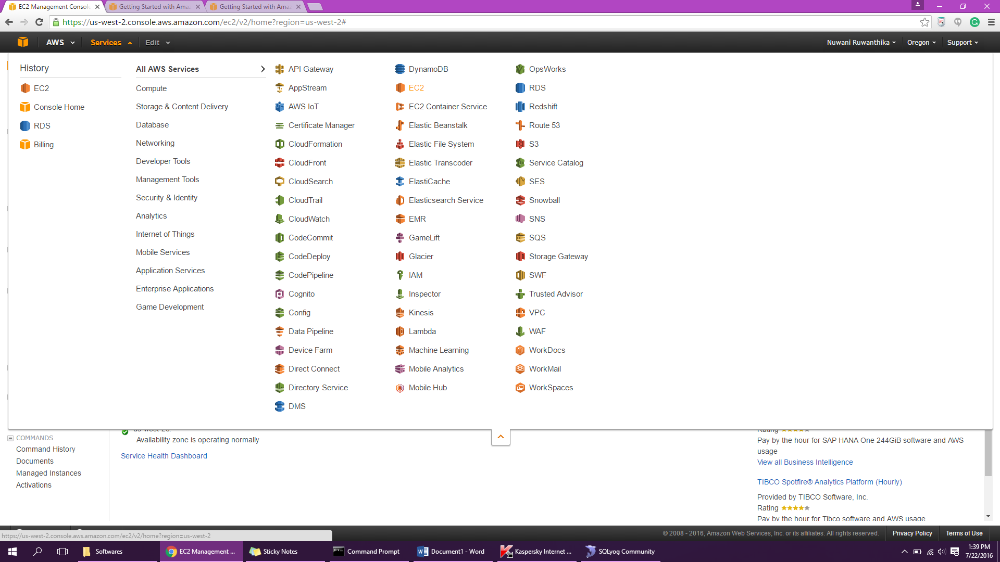 EC2 Management Console
Getting Started with Amaz
Getting Started with Amaz
https://us-west-2.console.aws.amazon.com/ec2/v2/home?region=us-west-2#
AWS Services Edit
Nuwani Ruwanthika Oregon Support
History
EC2
Console Home
RDS
Billing
All AWS Services
Compute
Storage & Content Delivery
Database
Networking
Developer Tools
Management Tools
Security & Identity
Analytics
Internet of Things
Mobile Services
Application Services
Enterprise Applications
Game Development
API Gateway
AppStream
AWS IoT
Certificate Manager
CloudFormation
CloudFront
CloudSearch
CloudTrail
CloudWatch
CodeCommit
CodeDeploy
CodePipeline
Cognito
Config
Data Pipeline
Device Farm
Direct Connect
Directory Service
DMS
DynamoDB
EC2
EC2 Container Service
Elastic Beanstalk
Elastic File System
Elastic Transcoder
ElastiCache
Elasticsearch Service
EMR
GameLift
Glacier
IAM
Inspector
Kinesis
Lambda
Machine Learning
Mobile Analytics
Mobile Hub
OpsWorks
RDS
Redshift
Route 53
S3
Service Catalog
SES
Snowball
SNS
SQS
Storage Gateway
SWF
Trusted Advisor
VPC
WAF
WorkDocs
WorkMail
WorkSpaces
COMMANDS
Command History
Documents
Managed Instances
Activations
us-west-2c:
Availability zone is operating normally
Service Health Dashboard
Rating
Pay by the hour for SAP HANA One 244GiB software and AWS
usage
View all Business Intelligence
TIBCO Spotfire® Analytics Platform (Hourly)
Provided by TIBCO Software, Inc.
Rating
Pay by the hour for Tibco software and AWS usage
https://us-west-2.console.aws.amazon.com/ec2/v2/home?region=us-west-2
© 2008 - 2016, Amazon Web Services, Inc. or its affiliates. All rights reserved. Privacy Policy Terms of Use
Softwares
EC2 Management ...
Sticky Notes
Command Prompt
Document1 - Word
Kaspersky Internet ...
SQLyog Community
1:39 PM
7/22/2016